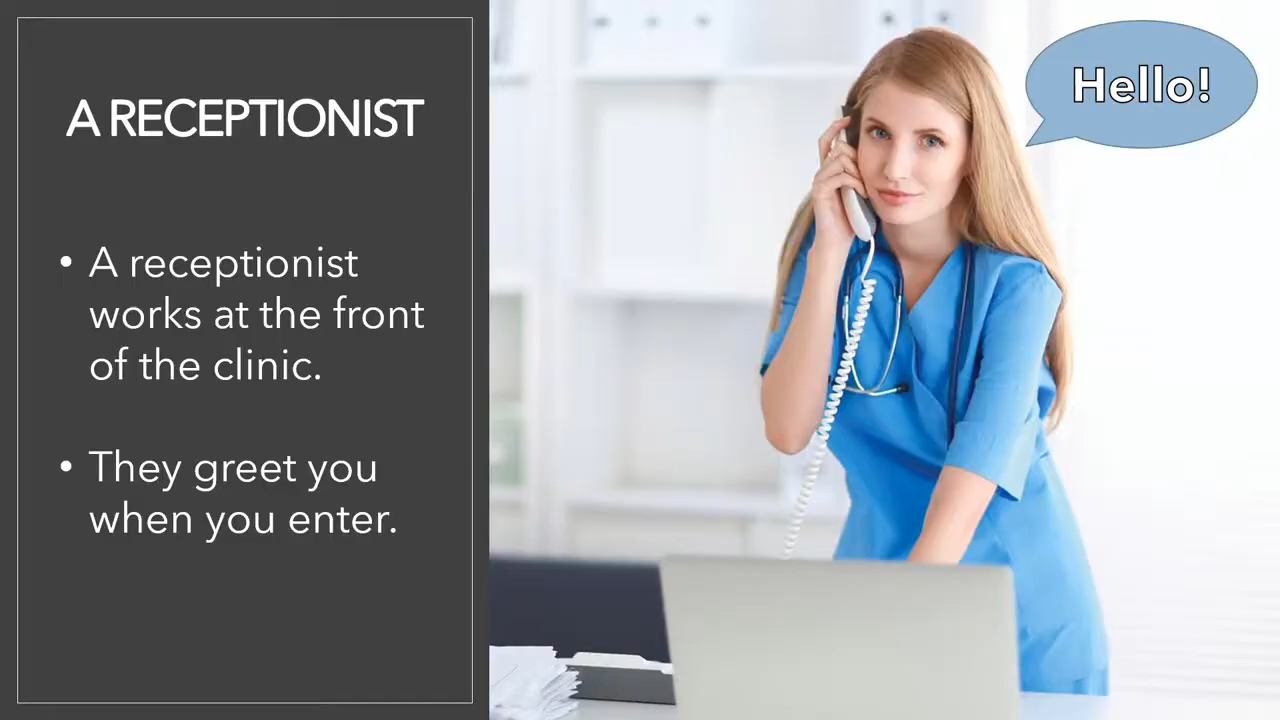 A RECEPTIONIST
• A receptionist
works at the front
of the clinic.
• They greet you
when you enter.
Hello!